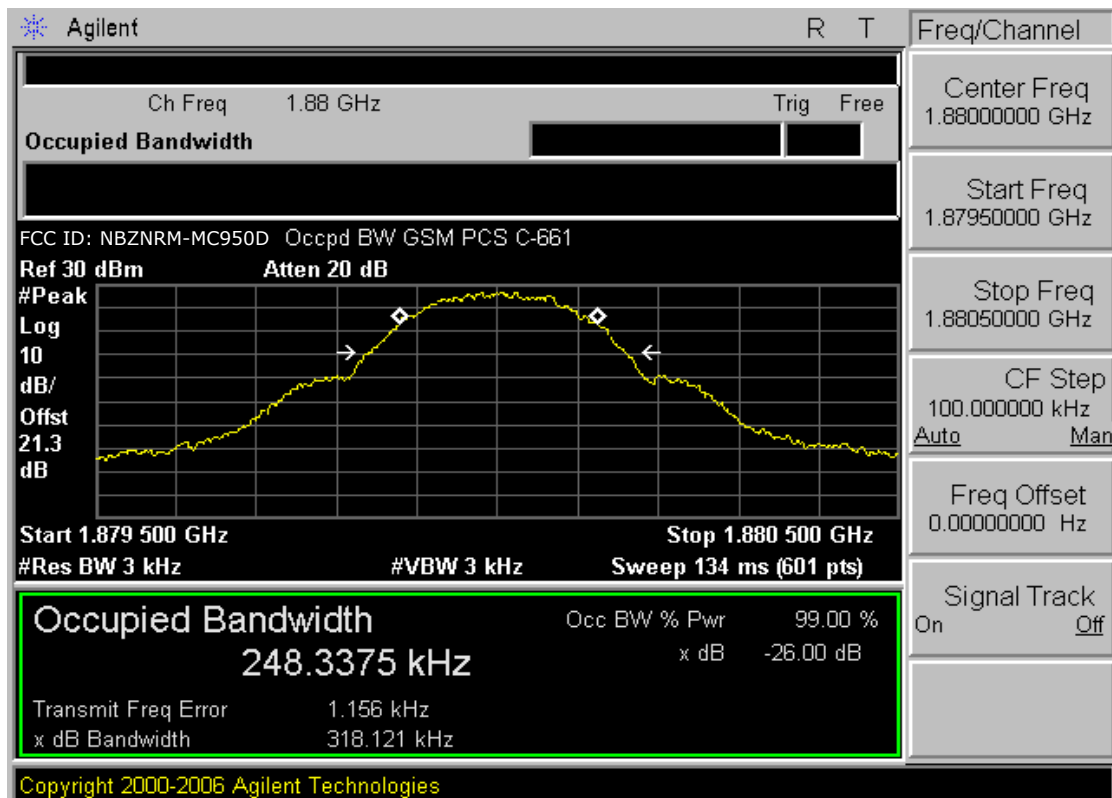 Agilent
R T
Freq/Channel
Ch Freq 1.88 GHz
Trig Free
Occupied Bandwidth
Center Freq
1.88000000 GHz
Start Freq
1.87950000 GHz
Stop Freq
1.88050000 GHz
CF Step
100.000000 kHz
Auto Man
Freq Offset
0.00000000 Hz
Signal Track
On Off
FCC ID: NBZNRM-MC950D Occpd BW GSM PCS C-661
Ref 30 dBm Atten 20 dB
#Peak
Log
10
dB/
Offst
21.3
dB
Start 1.879 500 GHz Stop 1.880 500 GHz
#Res BW 3 kHz #VBW 3 kHz Sweep 134 ms (601 pts)
Occupied Bandwidth
248.3375 kHz
Occ BW % Pwr 99.00 %
x dB -26.00 dB
Transmit Freq Error 1.156 kHz
x dB Bandwidth 318.121 kHz
Copyright 2000-2006 Agilent Technologies